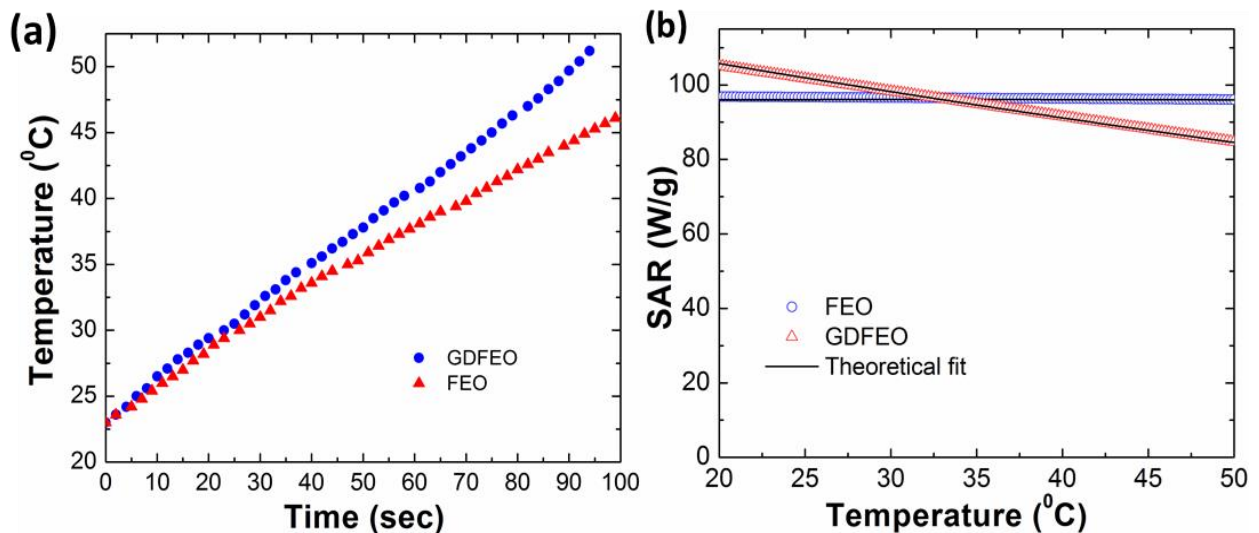 (a)
Temperature (⁰C)
50
45
40
35
30
25
20
GDFEO
FEO
0 10 20 30 40 50 60 70 80 90 100
Time (sec)
(b)
SAR (W/g)
100
80
60
40
20
0
FEO
GDFEO
Theoretical fit
20 25 30 35 40 45 50
Temperature (⁰C)